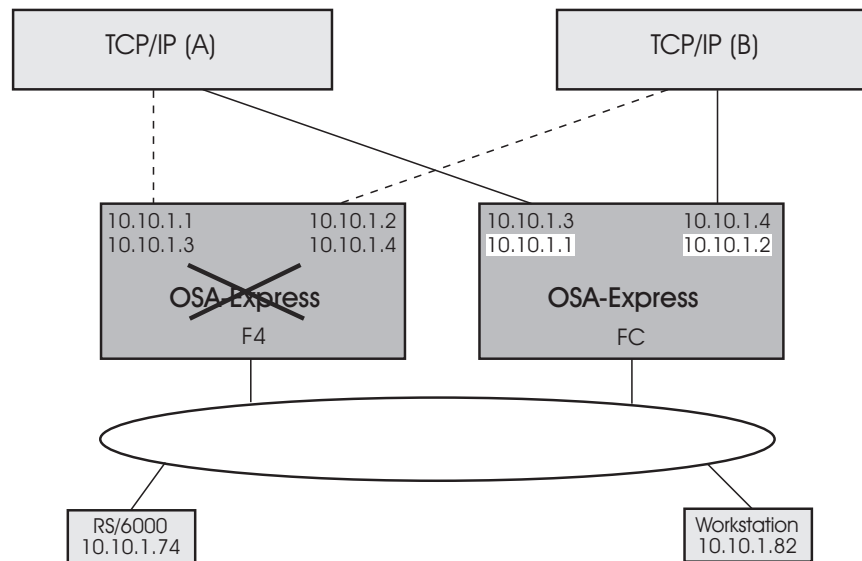 TCP/IP (A)
TCP/IP (B)
10.10.1.1 10.10.1.2
10.10.1.3 10.10.1.4
OSA-Express
F4
10.10.1.3 10.10.1.4
10.10.1.1 10.10.1.2
OSA-Express
FC
RS/6000
10.10.1.74
Workstation
10.10.1.82